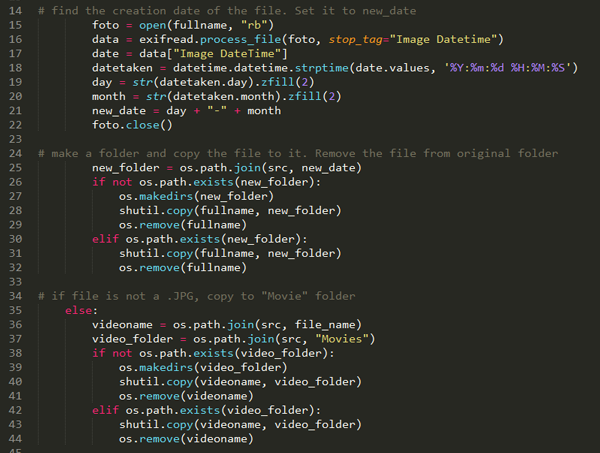 14 # find the creation date of the file. Set it to new_date
15 foto = open(fullname, "rb")
16 data = exifread.process_file(foto, stop_tag="Image Datetime")
17 date = data["Image DateTime"]
18 datetaken = datetime.datetime.strptime(date.values, '%Y:%m:%d %H:%M:%S')
19 day = str(datetaken.day).zfill(2)
20 month = str(datetaken.month).zfill(2)
21 new_date = day + "-" + month
22 foto.close()
23
24 # make a folder and copy the file to it. Remove the file from original folder
25 new_folder = os.path.join(src, new_date)
26 if not os.path.exists(new_folder):
27 os.makedirs(new_folder)
28 shutil.copy(fullname, new_folder)
29 os.remove(fullname)
30 elif os.path.exists(new_folder):
31 shutil.copy(fullname, new_folder)
32 os.remove(fullname)
33
34 # if file is not a .JPG, copy to "Movie" folder
35 else:
36 videoname = os.path.join(src, file_name)
37 video_folder = os.path.join(src, "Movies")
38 if not os.path.exists(video_folder):
39 os.makedirs(video_folder)
40 shutil.copy(videoname, video_folder)
41 os.remove(videoname)
42 elif os.path.exists(video_folder):
43 shutil.copy(videoname, video_folder)
44 os.remove(videoname)